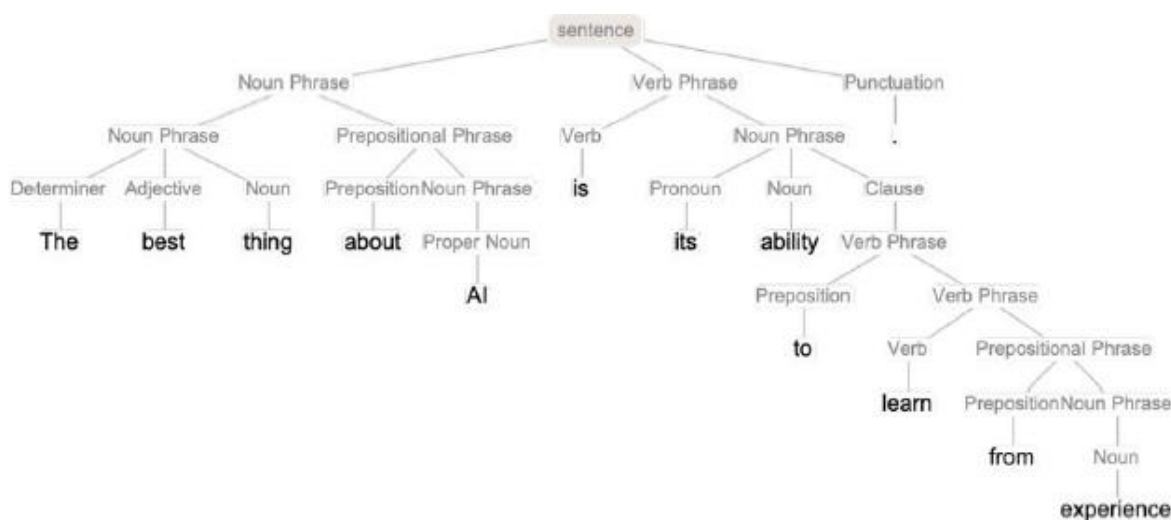 sentence
Noun Phrase Verb Phrase Punctuation
Noun Phrase Prepositional Phrase Verb Noun Phrase .
Determiner Adjective Noun Preposition Noun Phrase is Pronoun Noun Clause
The best thing about Proper Noun its ability Verb Phrase
AI Preposition Verb Phrase
to Verb Prepositional Phrase
learn Preposition Noun Phrase
from Noun
experience